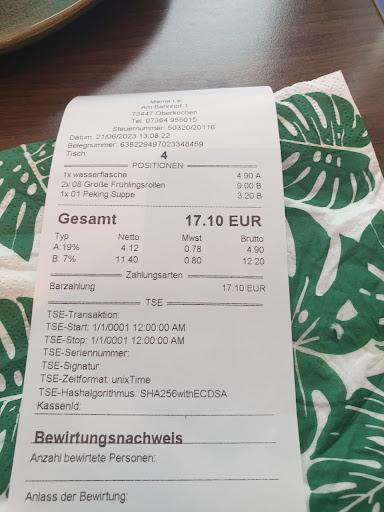 Mama Le
Am Bahnhof 1
73447 Oberkochen
Tel. 07364 955015
Steuernummer: 50320/20116
Datum: 21/06/2023 13:08:22
Belegnummer: 638229497023348459
Tisch: 4
POSITIONEN
1x wasserflasche 4.90 A
2x 08 Große Frühlingsrollen 9.00 B
1x 01 Peking Suppe 3.20 B
Gesamt 17.10 EUR
Typ Netto Mwst Brutto
A:19% 4.12 0.78 4.90
B: 7% 11.40 0.80 12.20
Zahlungsarten
Barzahlung 17.10 EUR
TSE
TSE-Transaktion:
TSE-Start: 1/1/0001 12:00:00 AM
TSE-Stop: 1/1/0001 12:00:00 AM
TSE-Seriennummer:
TSE-Signatur:
TSE-Zeitformat: unixTime
TSE-Hashalgorithmus: SHA256withECDSA
KassenId:
Bewirtungsnachweis
Anzahl bewirtete Personen:
Anlass der Bewirtung: